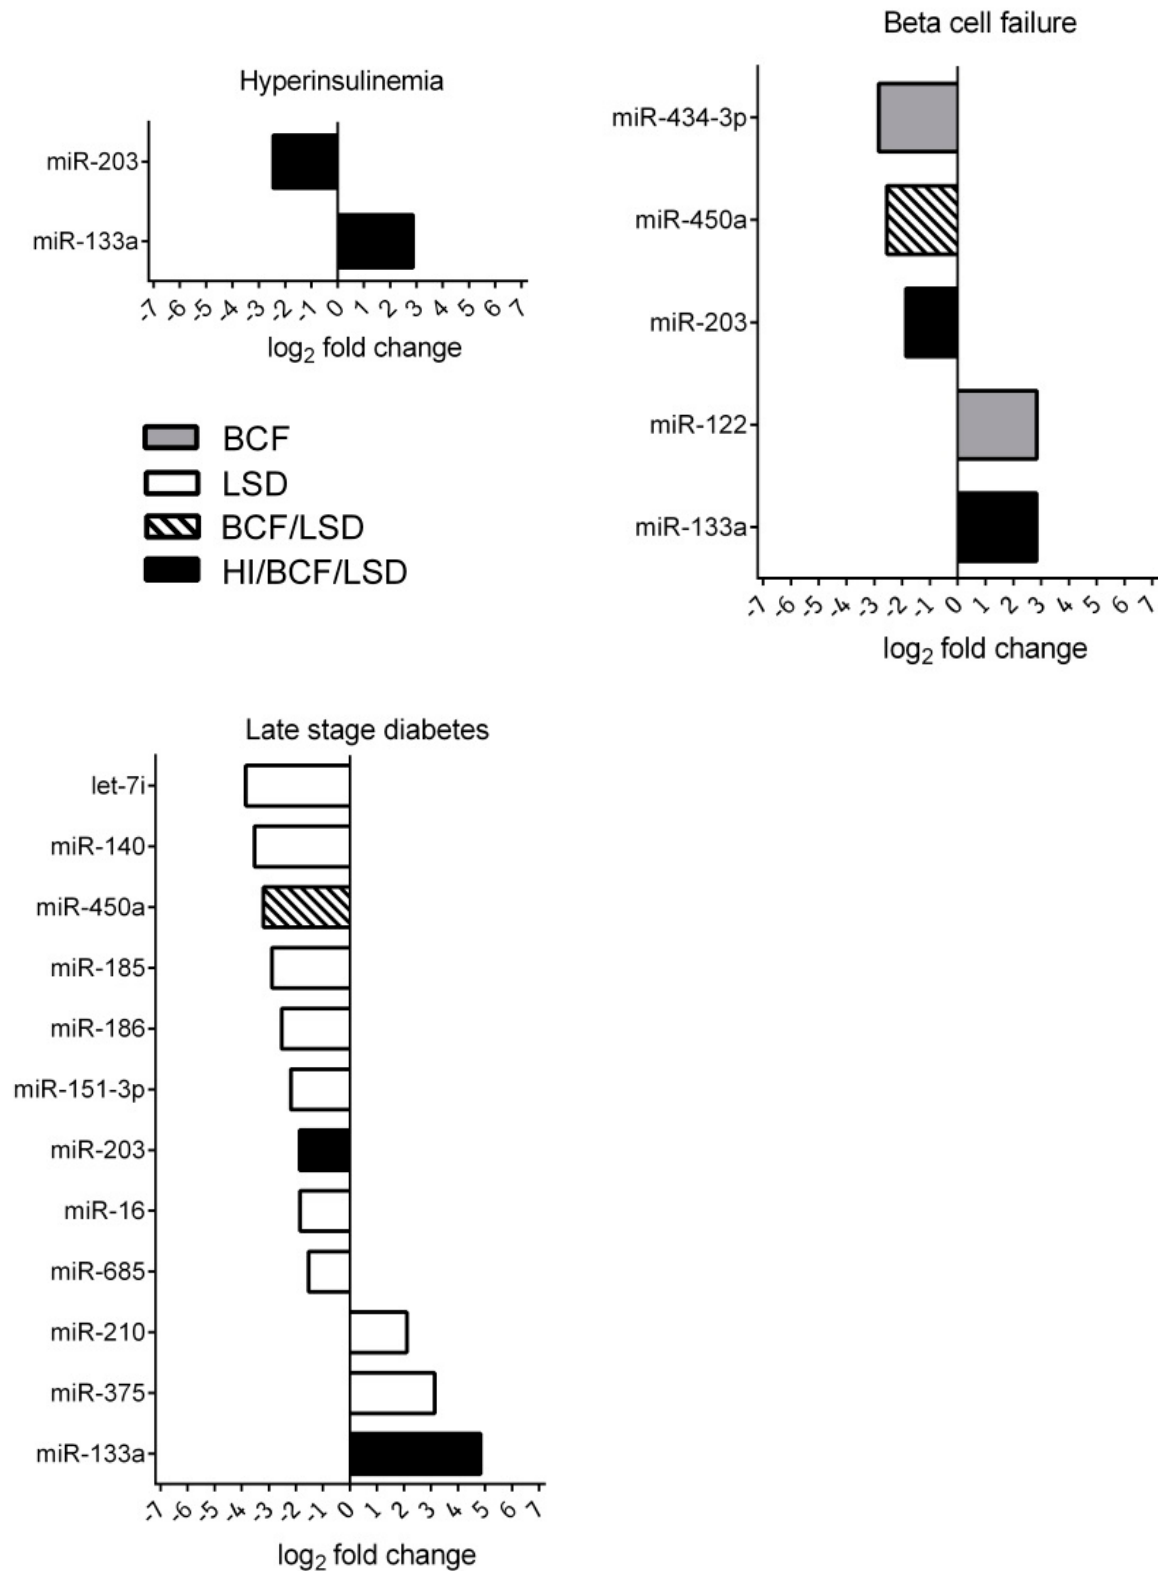 Hyperinsulinemia
miR-203
miR-133a
-7 -6 -5 -4 -3 -2 -1 0 1 2 3 4 5 6 7
log2 fold change
BCF
LSD
BCF/LSD
HI/BCF/LSD
Beta cell failure
miR-434-3p
miR-450a
miR-203
miR-122
miR-133a
-7 -6 -5 -4 -3 -2 -1 0 1 2 3 4 5 6 7
log2 fold change
Late stage diabetes
let-7i
miR-140
miR-450a
miR-185
miR-186
miR-151-3p
miR-203
miR-16
miR-685
miR-210
miR-375
miR-133a
-7 -6 -5 -4 -3 -2 -1 0 1 2 3 4 5 6 7
log2 fold change